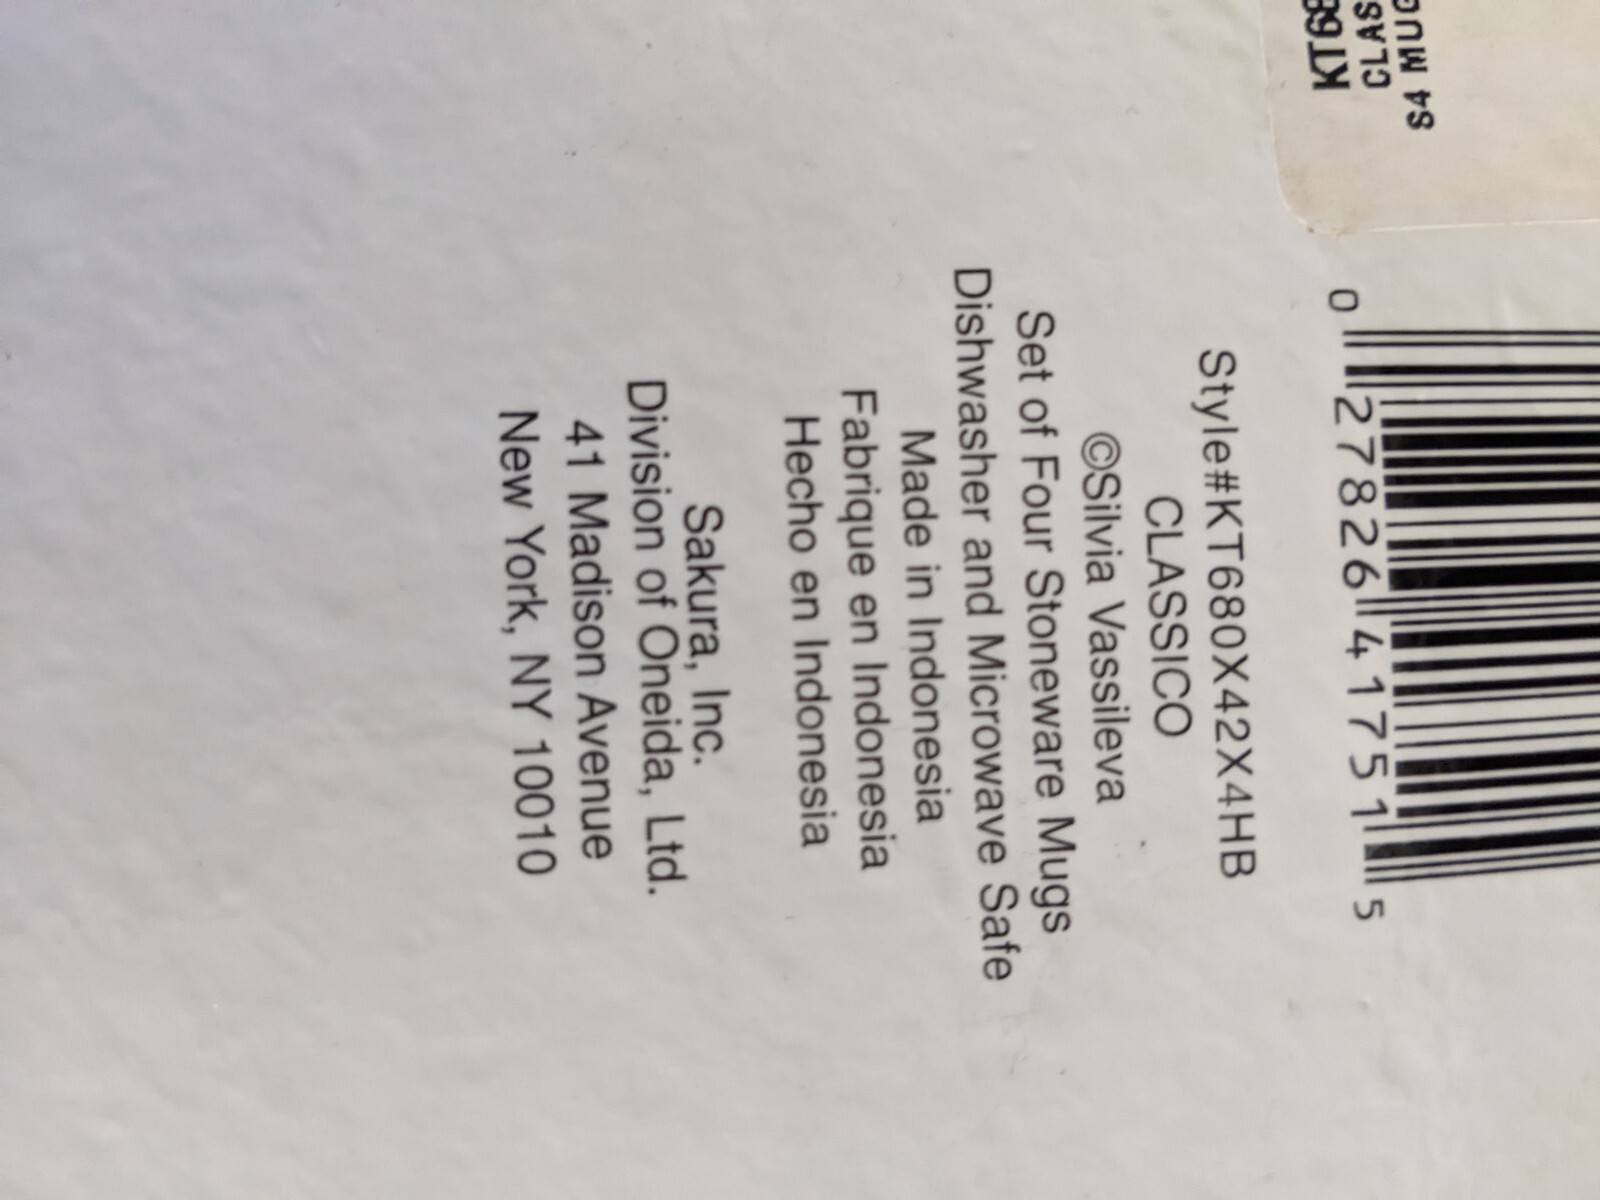 S4 MUG
CLAS
KT68
0 27826 41751 5
Style#KT680X42X4HB
CLASSICO
©Silvia Vassileva
Set of Four Stoneware Mugs
Dishwasher and Microwave Safe
Made in Indonesia
Fabrique en Indonesia
Hecho en Indonesia
Sakura, Inc.
Division of Oneida, Ltd.
41 Madison Avenue
New York, NY 10010